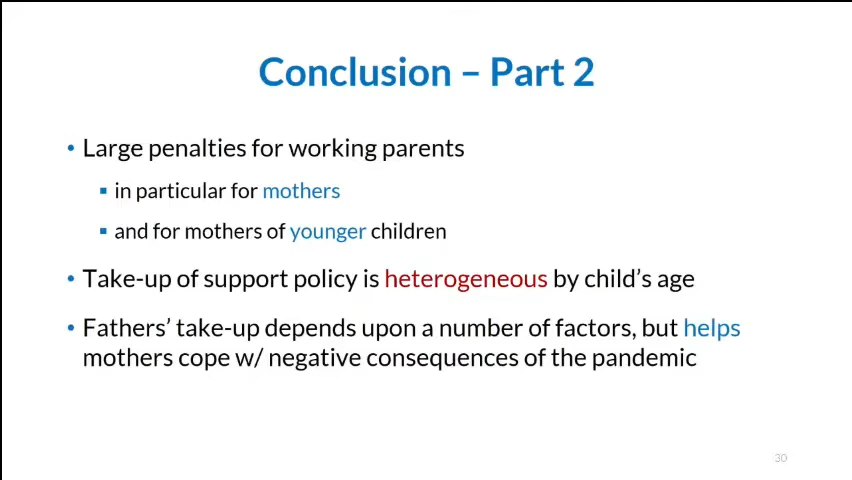 Conclusion – Part 2
• Large penalties for working parents
▪ in particular for mothers
▪ and for mothers of younger children
• Take-up of support policy is heterogeneous by child’s age
• Fathers’ take-up depends upon a number of factors, but helps
mothers cope w/ negative consequences of the pandemic
30